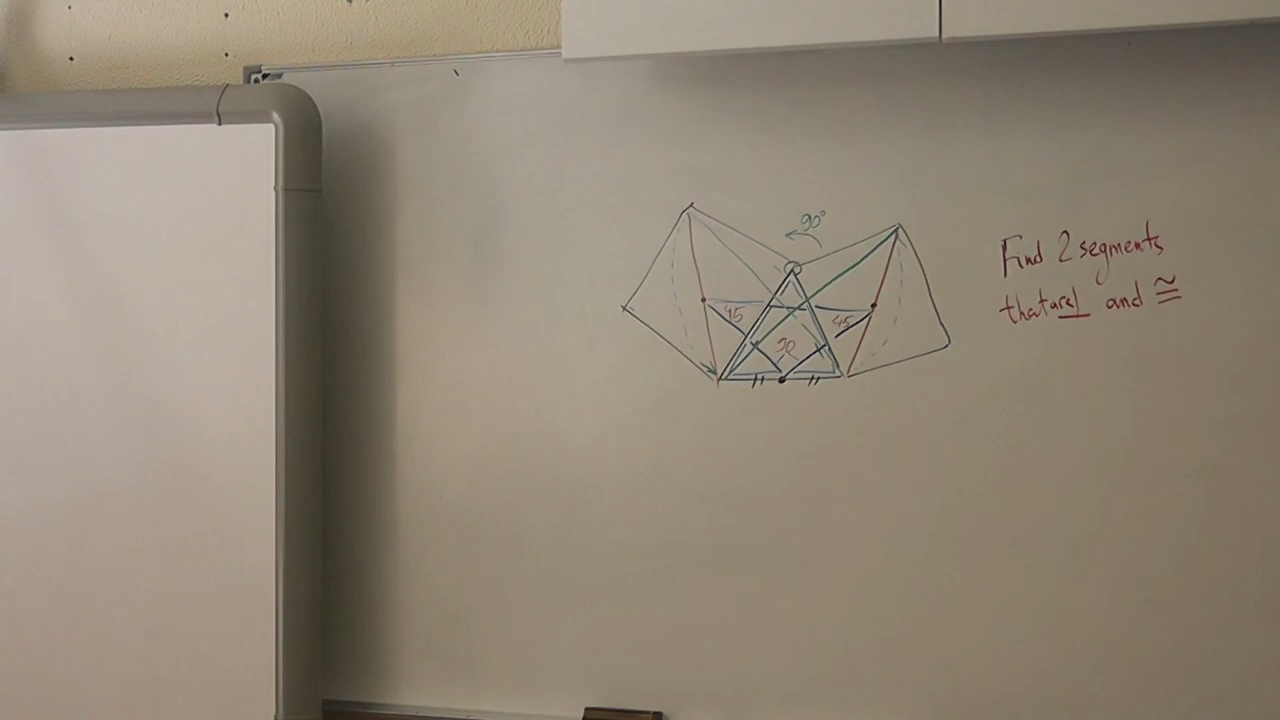 90°
Find 2 segments
that are ⊥ and ≅
45
45
90